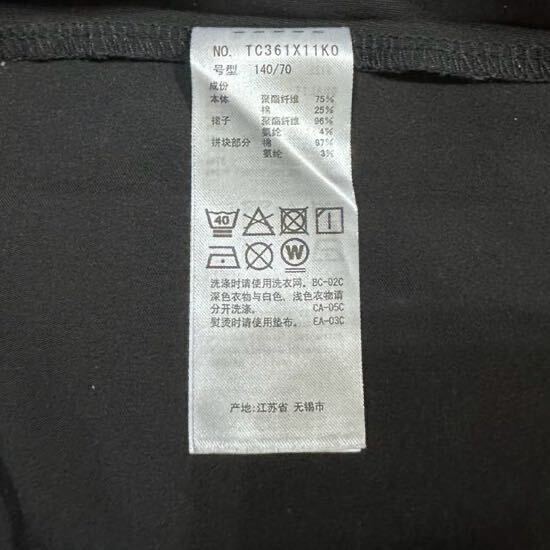 NO. TC361X11K0
号型 140/70
成份
本体 聚酯纤维 75%
棉 25%
裙子 聚酯纤维 96%
氨纶 4%
拼块部分 棉 97%
氨纶 3%
40
W
洗涤时请使用洗衣网。BC-02C
深色衣物与白色、浅色衣物请
分开洗涤。 CA-05C
熨烫时请使用垫布。 EA-03C
产地:江苏省 无锡市